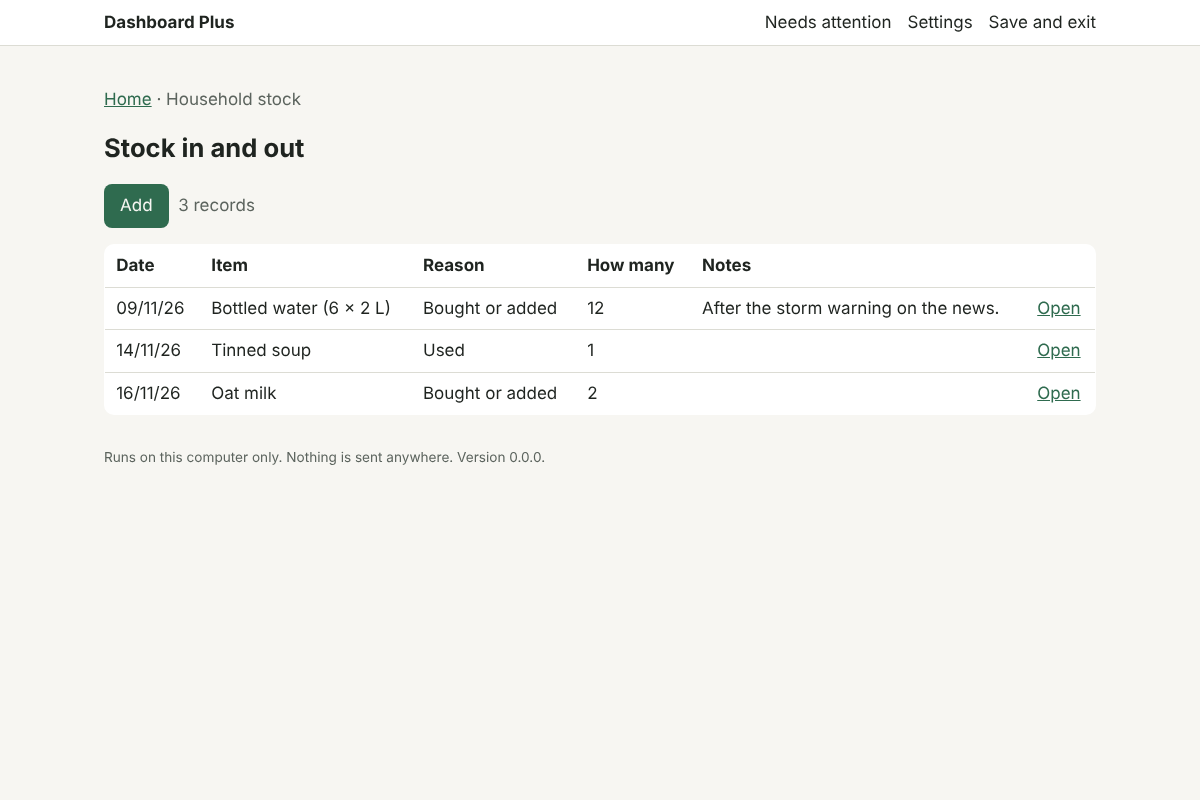 Dashboard Plus Needs attention Settings Save and exit
Home · Household stock
Stock in and out
Add 3 records
Date Item Reason How many Notes
09/11/26 Bottled water (6 × 2 L) Bought or added 12 After the storm warning on the news. Open
14/11/26 Tinned soup Used 1 Open
16/11/26 Oat milk Bought or added 2 Open
Runs on this computer only. Nothing is sent anywhere. Version 0.0.0.